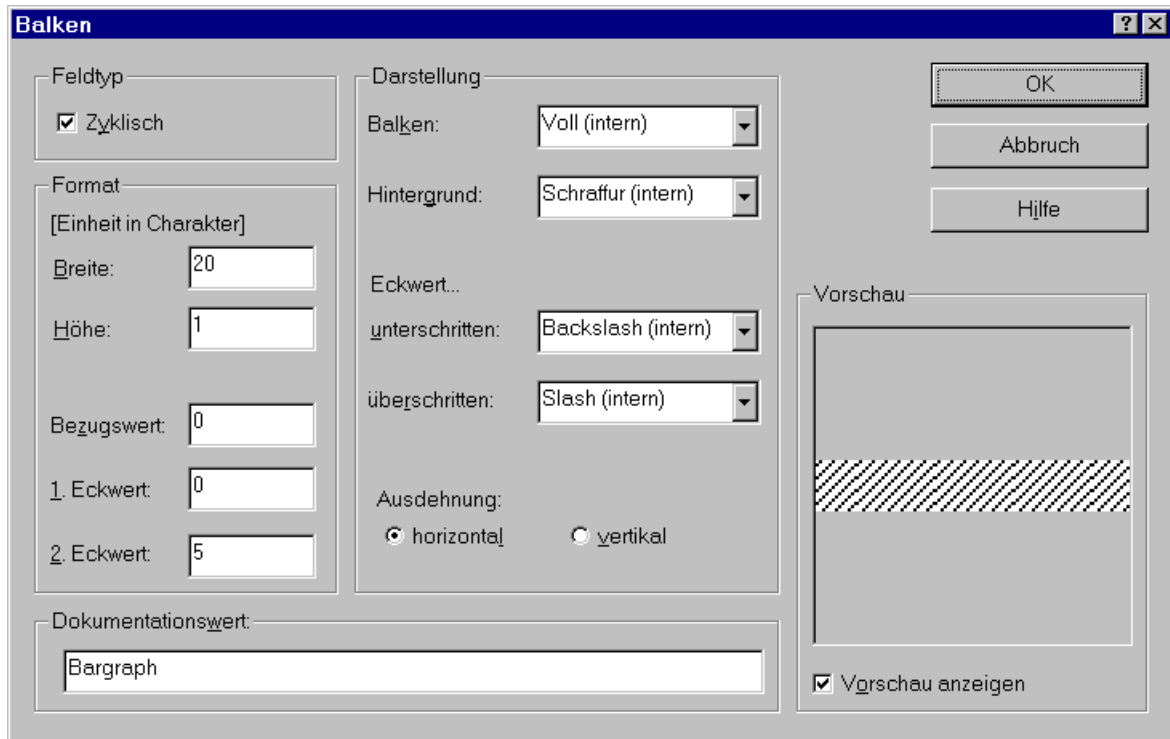 Balken
Feldtyp
Zyklisch
Format
[Einheit in Charakter]
Breite: 20
Höhe: 1
Bezugswert: 0
1. Eckwert: 0
2. Eckwert: 5
Darstellung
Balken: Voll (intern)
Hintergrund: Schraffur (intern)
Eckwert...
unterschritten: Backslash (intern)
überschritten: Slash (intern)
Ausdehnung:
horizontal vertikal
Dokumentationswert:
Bargraph
OK
Abbruch
Hilfe
Vorschau
Vorschau anzeigen